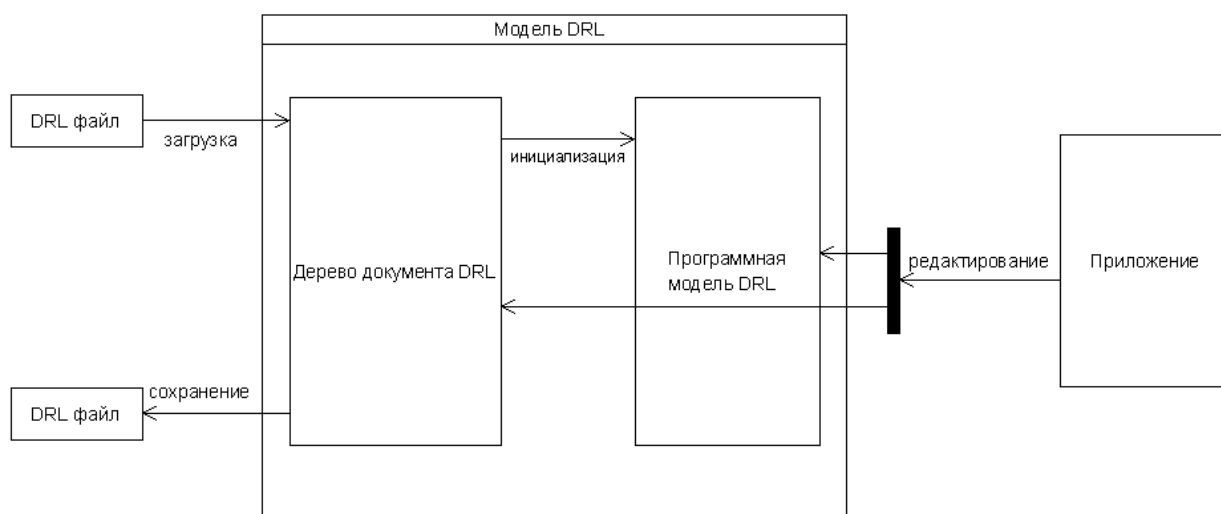 Модель DRL
DRL файл
загрузка
инициализация
Дерево документа DRL
Программная
модель DRL
редактирование
Приложение
сохранение
DRL файл